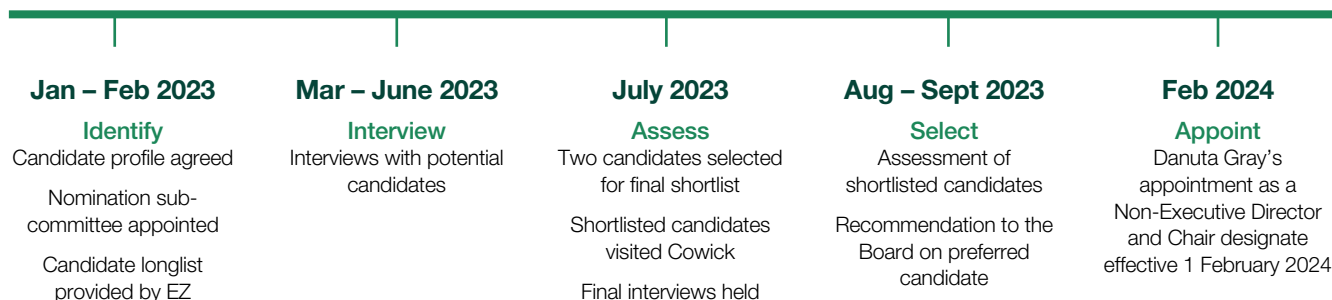 Jan – Feb 2023
Identify
Candidate profile agreed
Nomination sub-
committee appointed
Candidate longlist
provided by EZ
Mar – June 2023
Interview
Interviews with potential
candidates
July 2023
Assess
Two candidates selected
for final shortlist
Shortlisted candidates
visited Cowick
Final interviews held
Aug – Sept 2023
Select
Assessment of
shortlisted candidates
Recommendation to the
Board on preferred
candidate
Feb 2024
Appoint
Danuta Gray’s
appointment as a
Non-Executive Director
and Chair designate
effective 1 February 2024